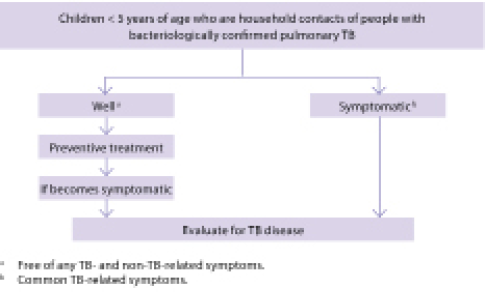 Children < 5 years of age who are household contacts of people with
bacteriologically confirmed pulmonary TB
Well a
Symptomatic b
Preventive treatment
If becomes symptomatic
Evaluate for TB disease
a Free of any TB- and non-TB-related symptoms.
b Common TB-related symptoms.